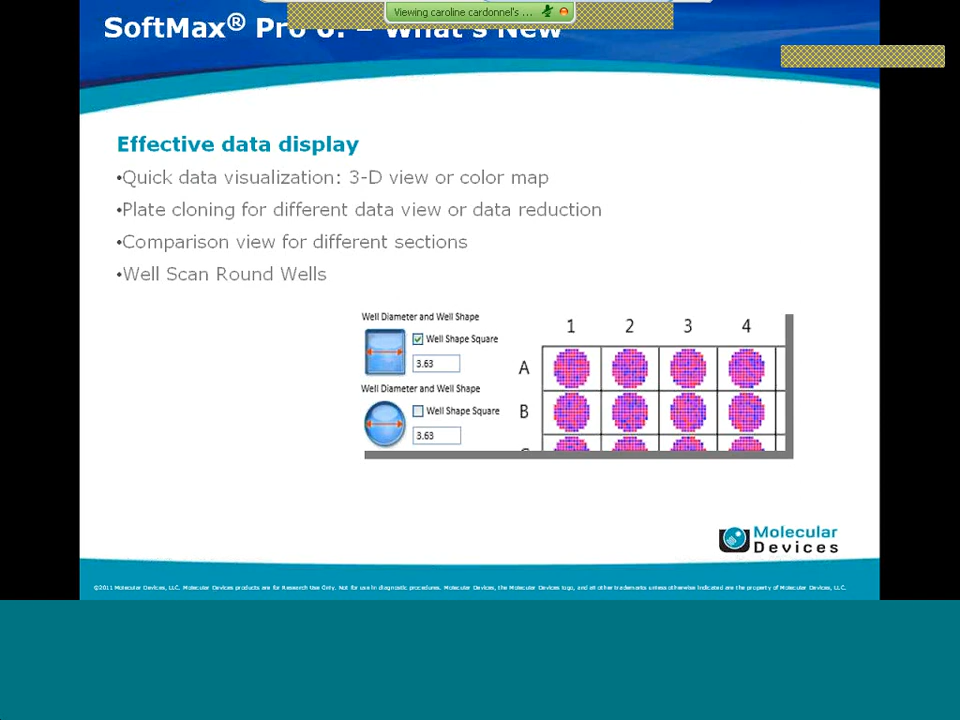 Viewing caroline cardonnel's ...
SoftMax® Pro 6. – What's New
Effective data display
•Quick data visualization: 3-D view or color map
•Plate cloning for different data view or data reduction
•Comparison view for different sections
•Well Scan Round Wells
Well Diameter and Well Shape
Well Shape Square
3.63
Well Diameter and Well Shape
Well Shape Square
3.63
1 2 3 4
A
B
Molecular
Devices
©2011 Molecular Devices, LLC. Molecular Devices products are for Research Use Only. Not for use in diagnostic procedures. Molecular Devices, the Molecular Devices logo, and all other trademarks unless otherwise indicated are the property of Molecular Devices, LLC.